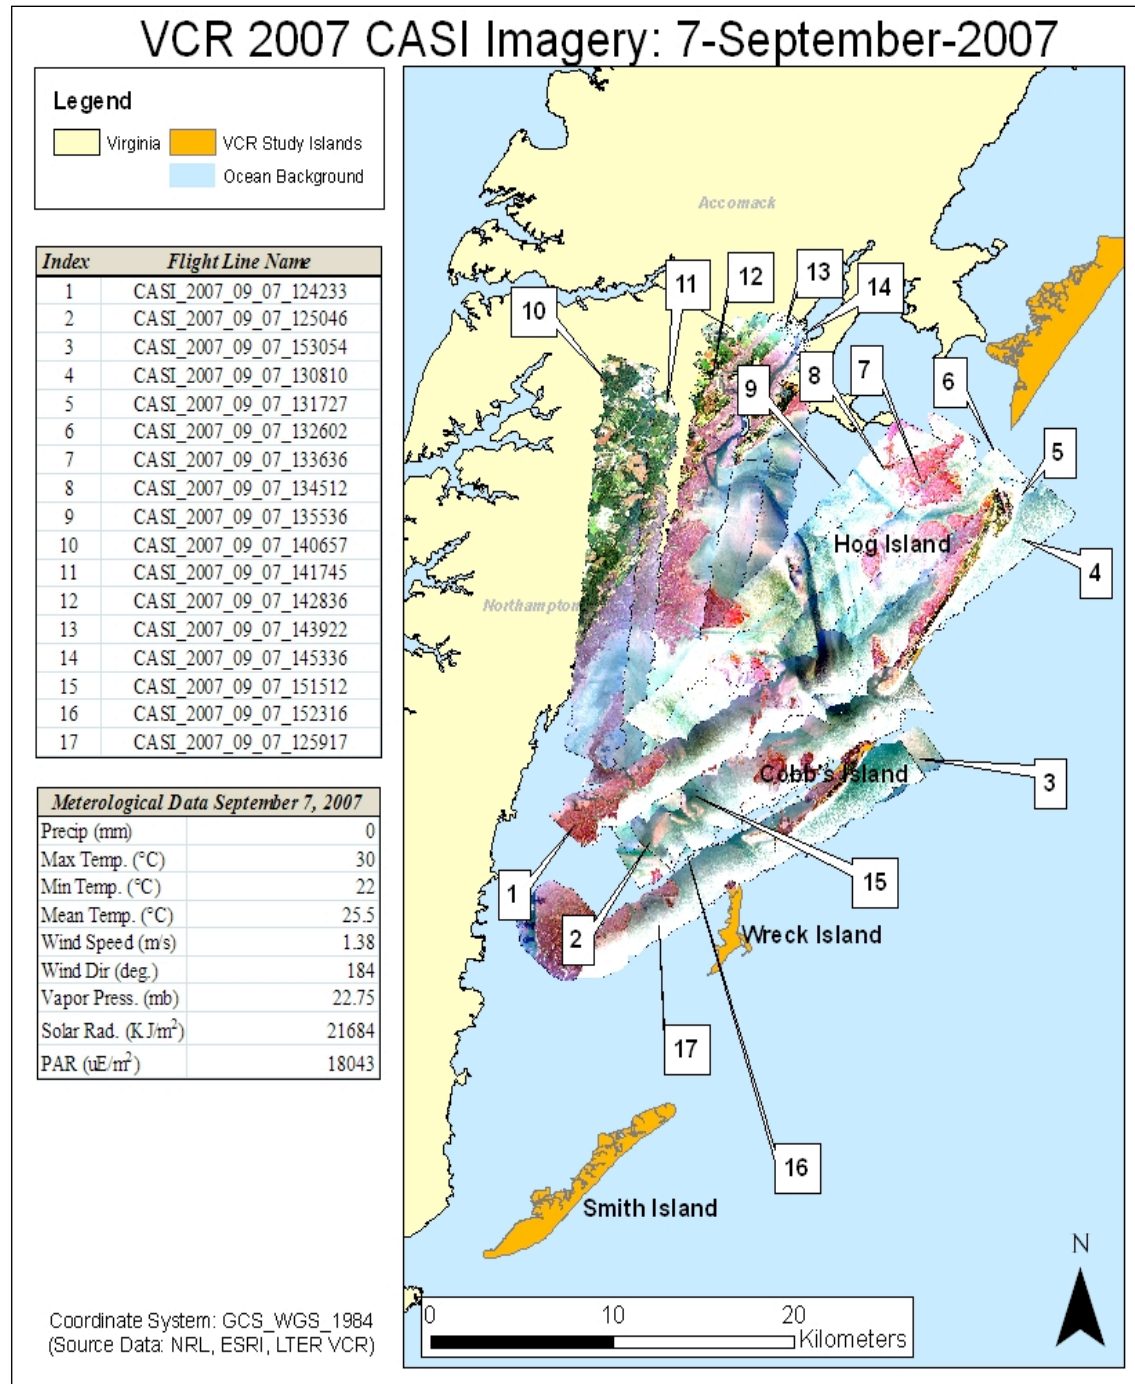 VCR 2007 CASI Imagery: 7-September-2007
Legend
Virginia
VCR Study Islands
Ocean Background
Index Flight Line Name
1 CASI_2007_09_07_124233
2 CASI_2007_09_07_125046
3 CASI_2007_09_07_153054
4 CASI_2007_09_07_130810
5 CASI_2007_09_07_131727
6 CASI_2007_09_07_132602
7 CASI_2007_09_07_133636
8 CASI_2007_09_07_134512
9 CASI_2007_09_07_135536
10 CASI_2007_09_07_140657
11 CASI_2007_09_07_141745
12 CASI_2007_09_07_142836
13 CASI_2007_09_07_143922
14 CASI_2007_09_07_145336
15 CASI_2007_09_07_151512
16 CASI_2007_09_07_152316
17 CASI_2007_09_07_125917
Meterological Data September 7, 2007
Precip (mm) 0
Max Temp. (°C) 30
Min Temp. (°C) 22
Mean Temp. (°C) 25.5
Wind Speed (m/s) 1.38
Wind Dir (deg.) 184
Vapor Press. (mb) 22.75
Solar Rad. (KJ/m²) 21684
PAR (uE/m²) 18043
Coordinate System: GCS_WGS_1984
(Source Data: NRL, ESRI, LTER VCR)
Accomack
10
11
12
13
14
9
8
7
6
5
Hog Island
4
Northampton
Cobb's Island
3
1
2
15
Wreck Island
17
16
Smith Island
N
0 10 20
Kilometers